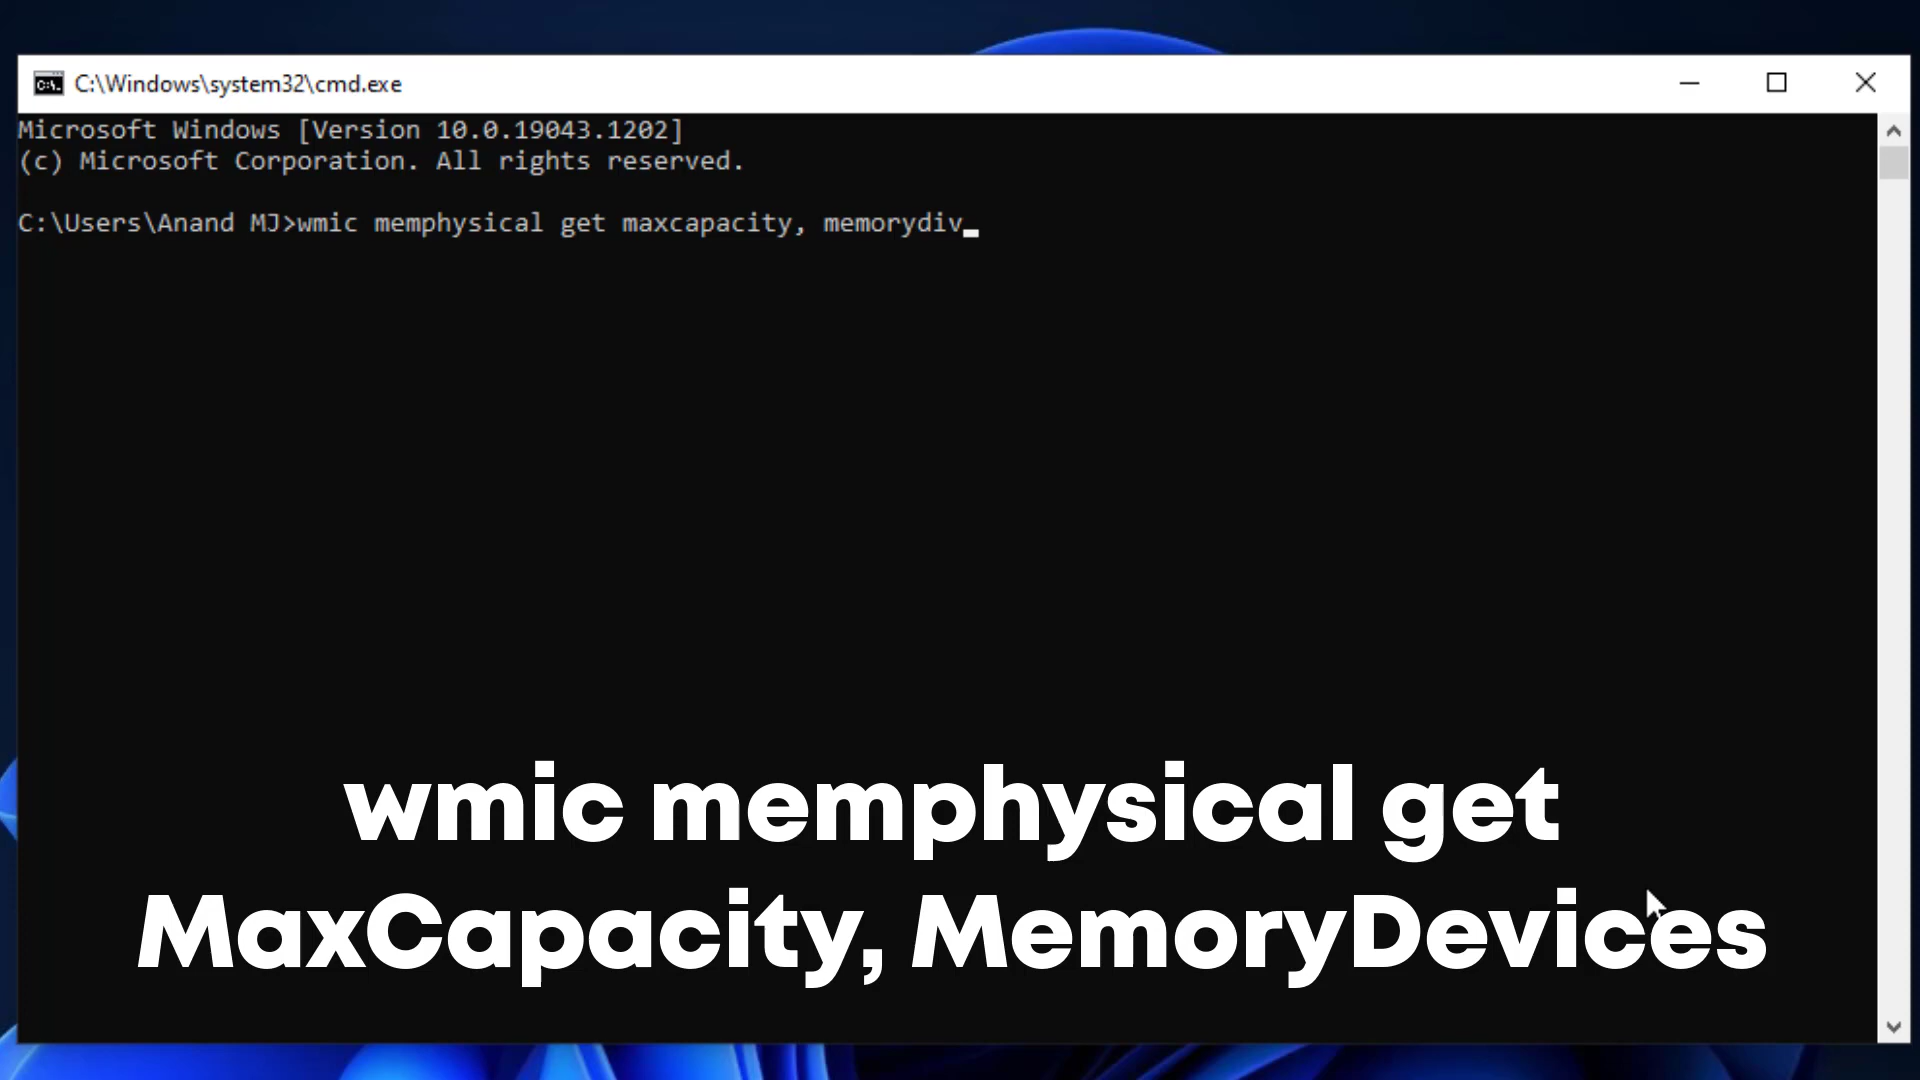 C:\Windows\system32\cmd.exe
Microsoft Windows [Version 10.0.19043.1202]
(c) Microsoft Corporation. All rights reserved.
C:\Users\Anand MJ>wmic memphysical get maxcapacity, memorydiv
wmic memphysical get
MaxCapacity, MemoryDevices